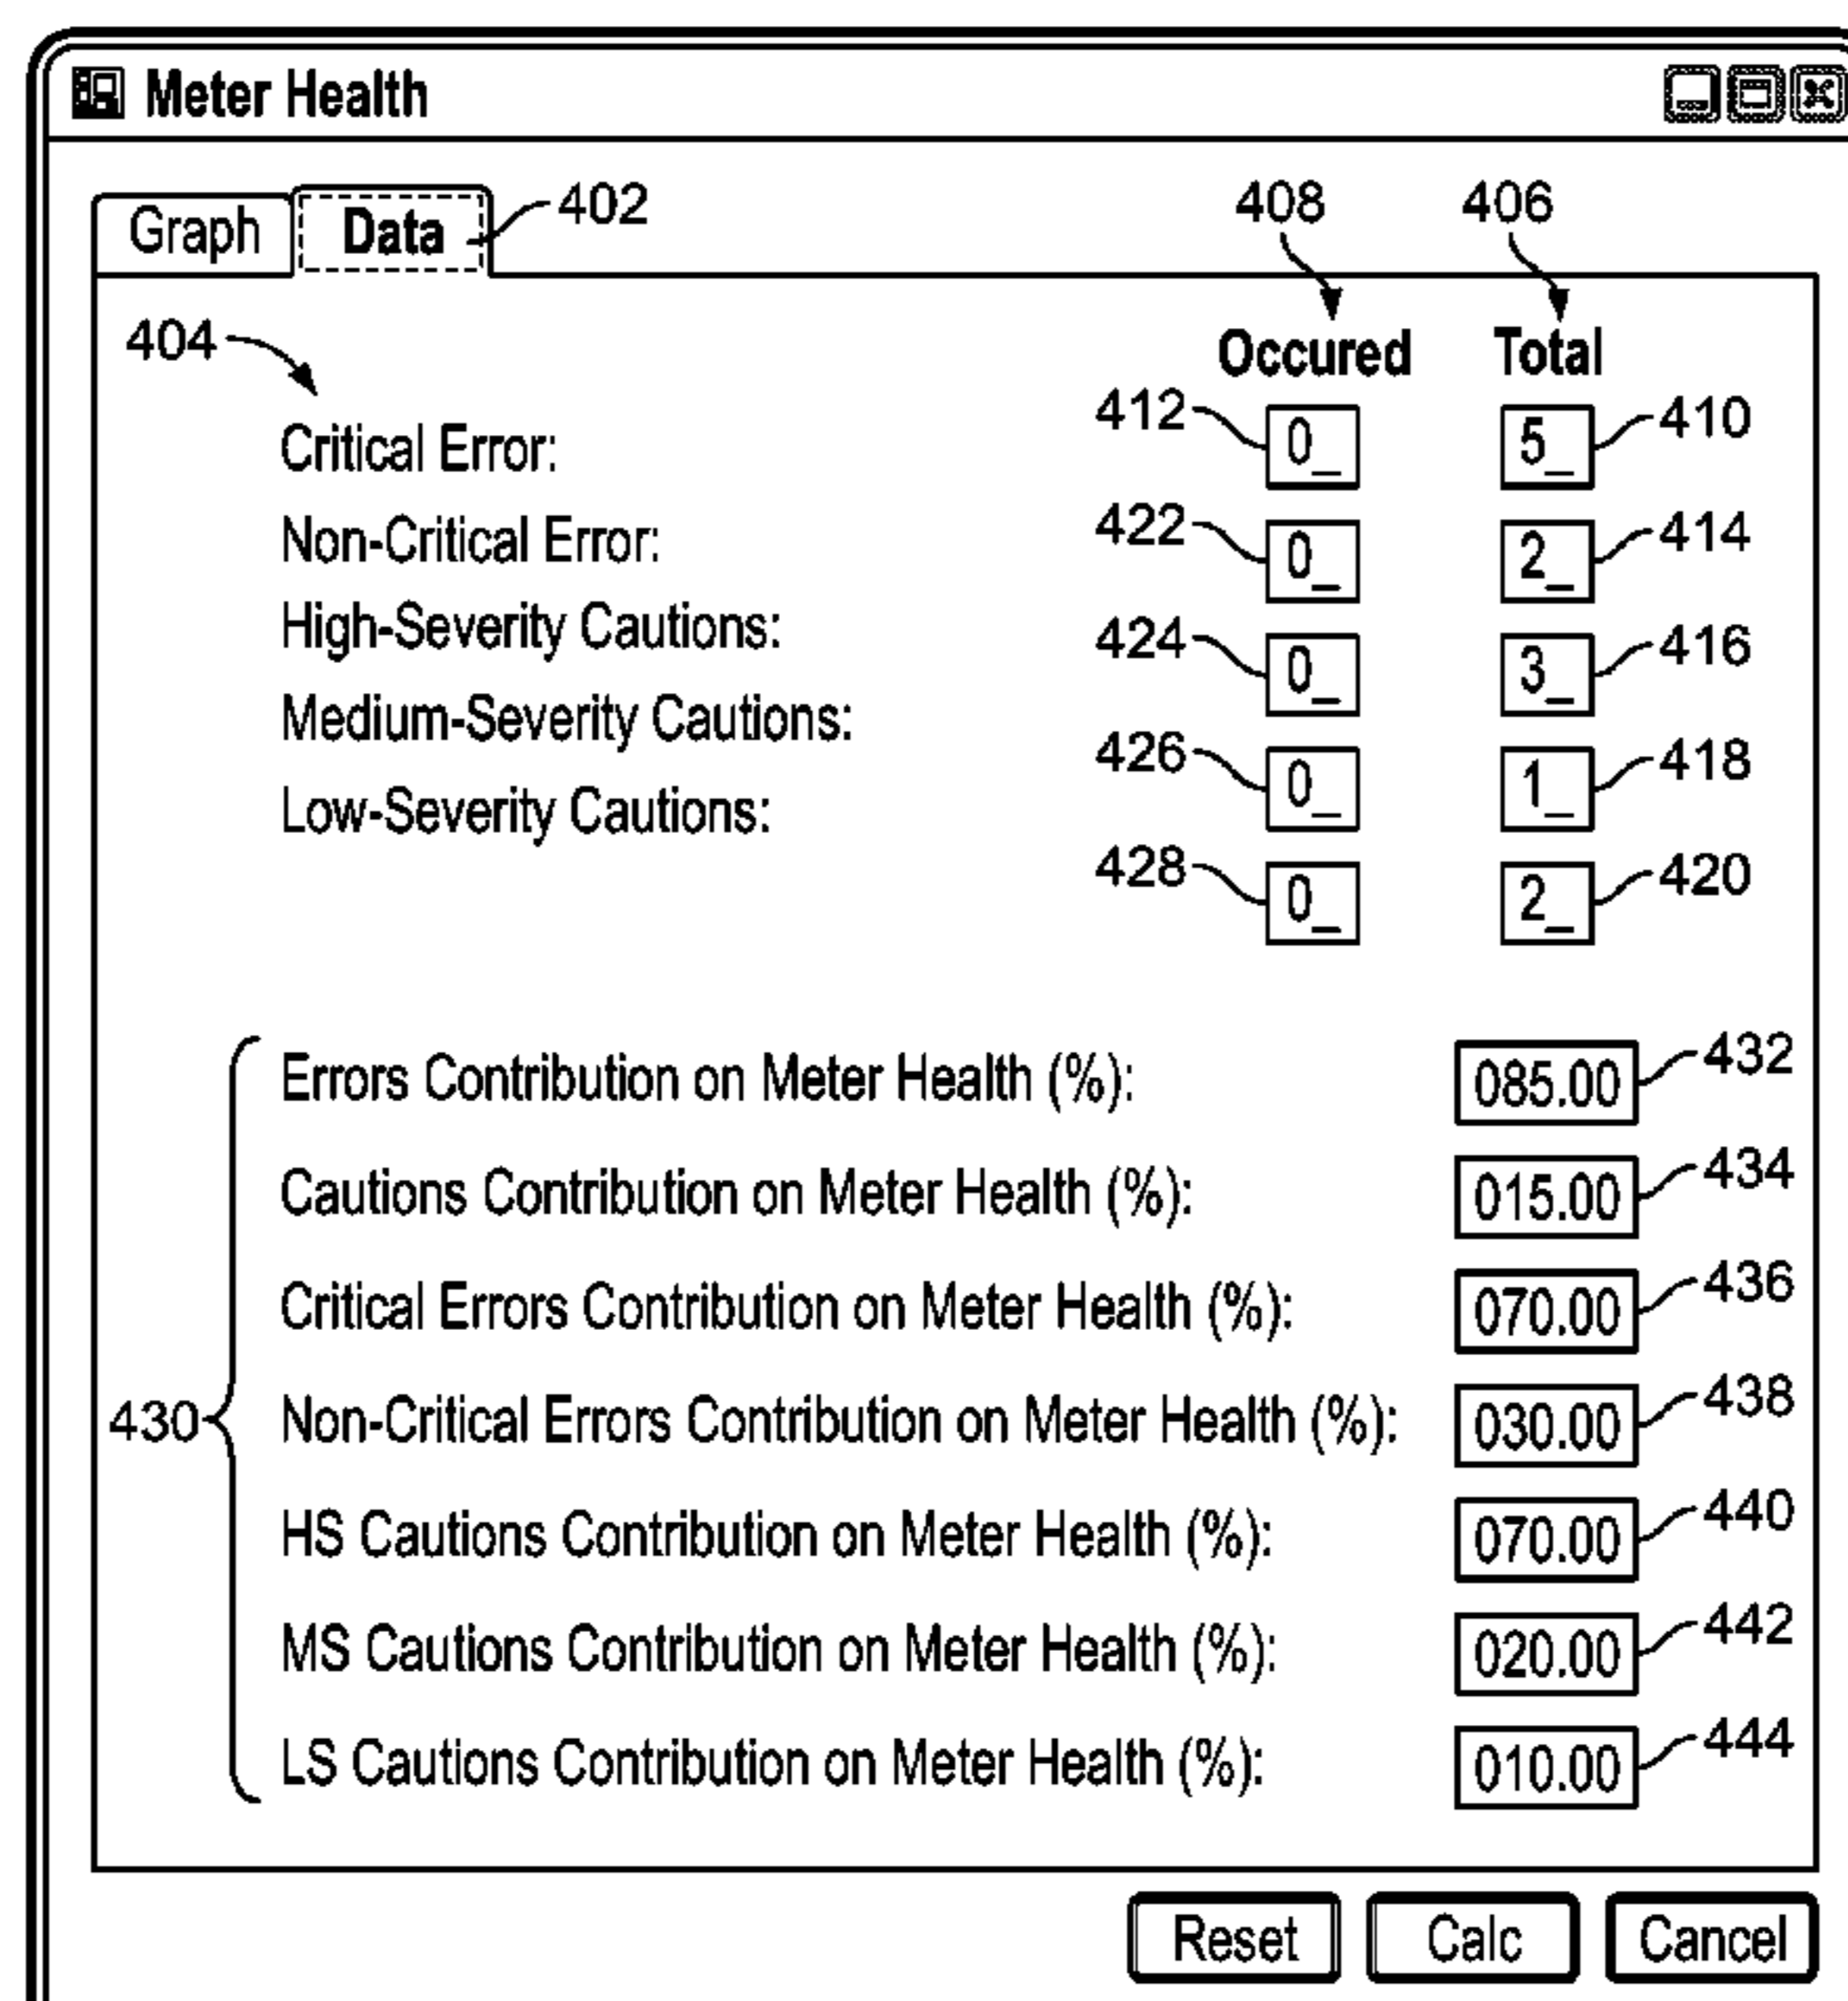 Meter Health
Graph Data 402 408 406
404 Occured Total
Critical Error: 412 0_ 5_ 410
Non-Critical Error: 422 0_ 2_ 414
High-Severity Cautions: 424 0_ 3_ 416
Medium-Severity Cautions: 426 0_ 1_ 418
Low-Severity Cautions: 428 0_ 2_ 420
Errors Contribution on Meter Health (%): 085.00 432
Cautions Contribution on Meter Health (%): 015.00 434
Critical Errors Contribution on Meter Health (%): 070.00 436
430 Non-Critical Errors Contribution on Meter Health (%): 030.00 438
HS Cautions Contribution on Meter Health (%): 070.00 440
MS Cautions Contribution on Meter Health (%): 020.00 442
LS Cautions Contribution on Meter Health (%): 010.00 444
Reset Calc Cancel